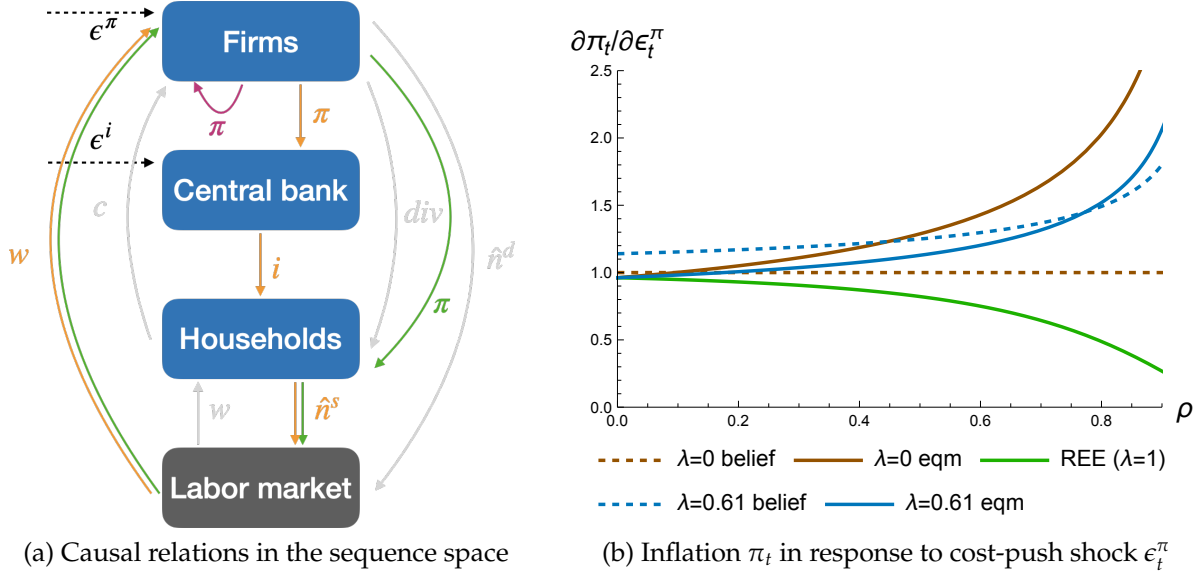 ϵ^π
Firms
π
π
ϵ^i
Central bank
c
div
w
i
n̂^d
π
Households
w
n̂^s
Labor market
(a) Causal relations in the sequence space
∂π_t/∂ϵ_t^π
2.5
2.0
1.5
1.0
0.5
0.0
0.0 0.2 0.4 0.6 0.8
ρ
λ=0 belief λ=0 eqm REE (λ=1)
λ=0.61 belief λ=0.61 eqm
(b) Inflation π_t in response to cost-push shock ϵ_t^π